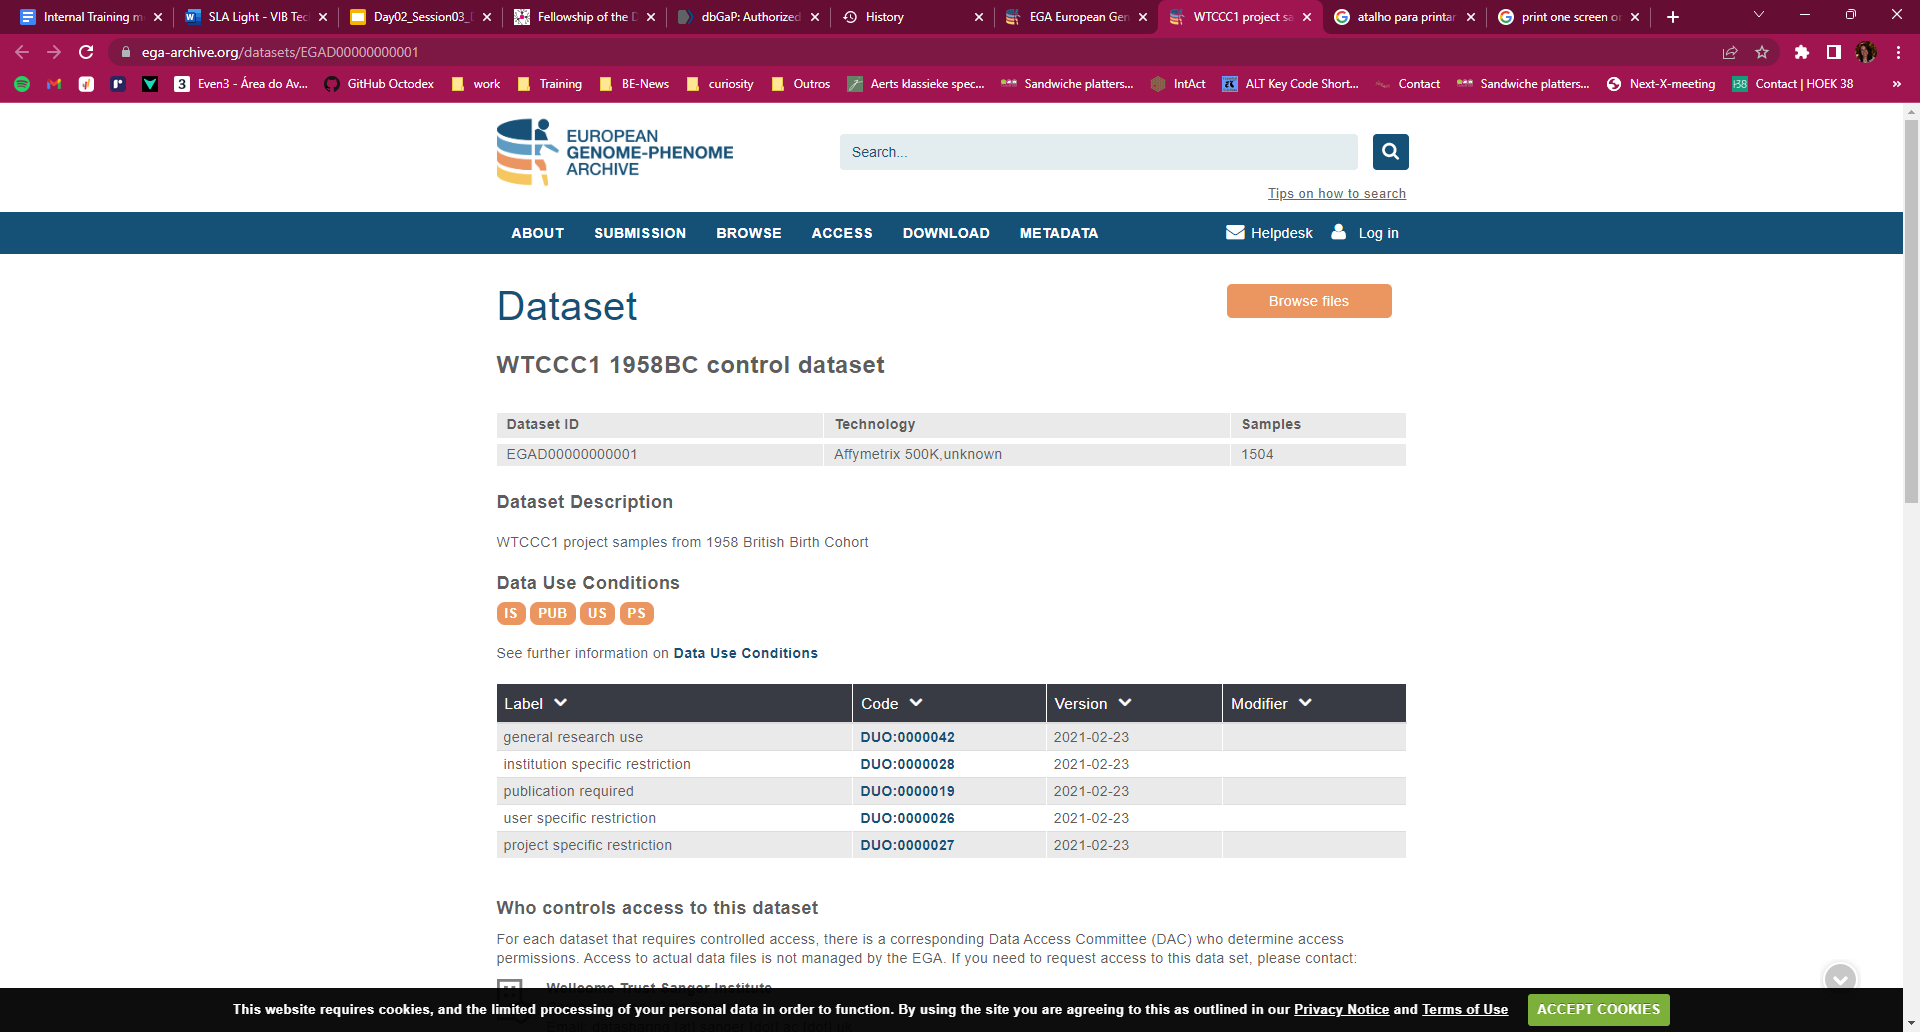 Internal Training m
SLA Light - VIB Tec
Day02_Session03_
Fellowship of the D
dbGaP: Authorized
History
EGA European Gen
WTCCC1 project sa
atalho para printar
print one screen o
ega-archive.org/datasets/EGAD00000000001
Even3 - Área do Av...
GitHub Octodex
work
Training
BE-News
curiosity
Outros
Aerts klassieke spec...
Sandwiche platters...
IntAct
ALT Key Code Short...
Contact
Sandwiche platters...
Next-X-meeting
Contact | HOEK 38
EUROPEAN
GENOME-PHENOME
ARCHIVE
Search...
Tips on how to search
ABOUT SUBMISSION BROWSE ACCESS DOWNLOAD METADATA Helpdesk Log in
Dataset
Browse files
WTCCC1 1958BC control dataset
Dataset ID Technology Samples
EGAD00000000001 Affymetrix 500K,unknown 1504
Dataset Description
WTCCC1 project samples from 1958 British Birth Cohort
Data Use Conditions
IS PUB US PS
See further information on Data Use Conditions
Label Code Version Modifier
general research use DUO:0000042 2021-02-23
institution specific restriction DUO:0000028 2021-02-23
publication required DUO:0000019 2021-02-23
user specific restriction DUO:0000026 2021-02-23
project specific restriction DUO:0000027 2021-02-23
Who controls access to this dataset
For each dataset that requires controlled access, there is a corresponding Data Access Committee (DAC) who determine access
permissions. Access to actual data files is not managed by the EGA. If you need to request access to this data set, please contact:
Wellcome Trust Sanger Institute
This website requires cookies, and the limited processing of your personal data in order to function. By using the site you are agreeing to this as outlined in our Privacy Notice and Terms of Use
ACCEPT COOKIES